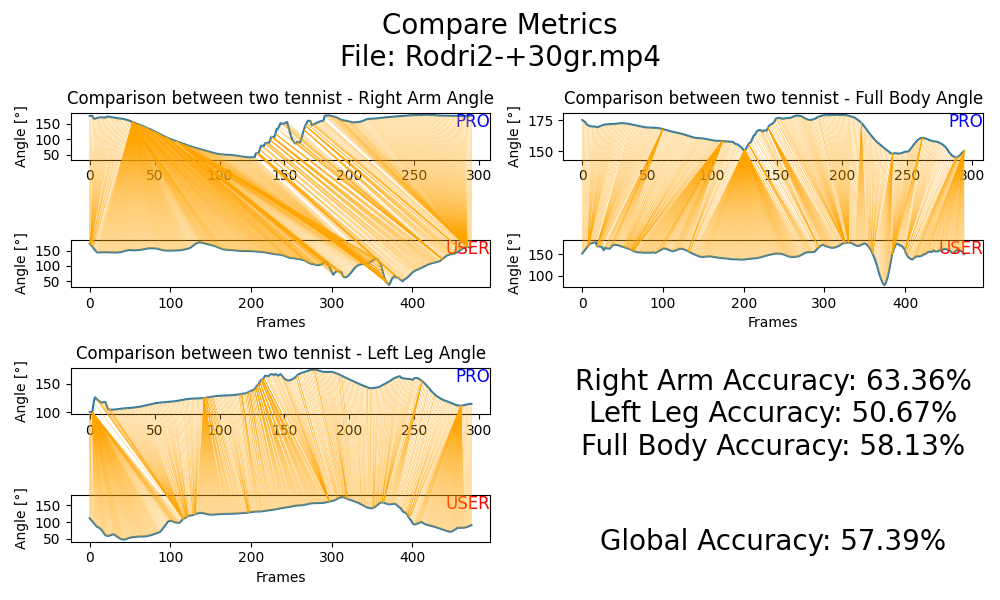 Compare Metrics
File: Rodri2-+30gr.mp4
Comparison between two tennist - Right Arm Angle
Angle [°]
150
100
50
PRO
0 50 100 150 200 250 300
Angle [°]
150
100
50
USER
0 100 200 300 400
Frames
Comparison between two tennist - Full Body Angle
Angle [°]
175
150
PRO
0 50 100 150 200 250 300
Angle [°]
150
100
USER
0 100 200 300 400
Frames
Comparison between two tennist - Left Leg Angle
Angle [°]
150
100
PRO
0 50 100 150 200 250 300
Angle [°]
150
100
50
USER
0 100 200 300 400
Frames
Right Arm Accuracy: 63.36%
Left Leg Accuracy: 50.67%
Full Body Accuracy: 58.13%
Global Accuracy: 57.39%